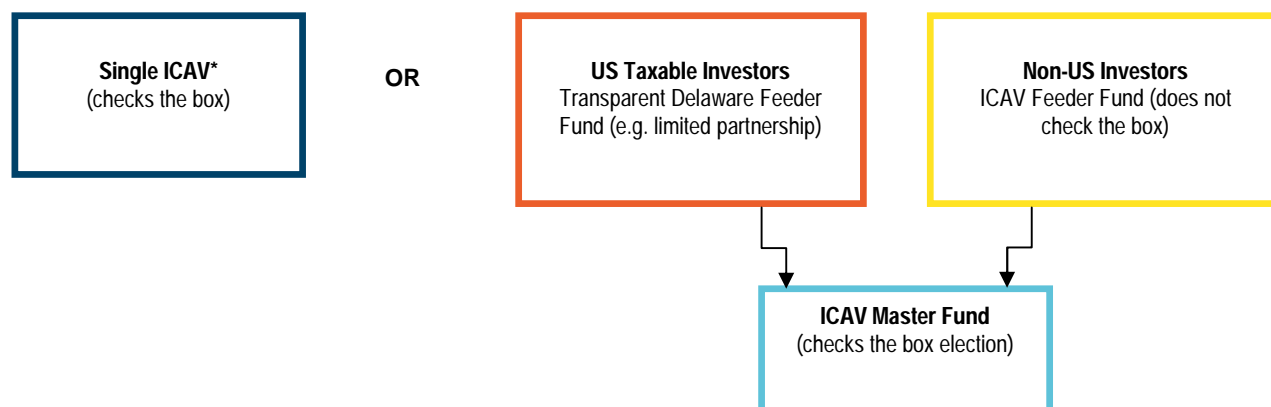 Single ICAV*
(checks the box)
OR
US Taxable Investors
Transparent Delaware Feeder
Fund (e.g. limited partnership)
Non-US Investors
ICAV Feeder Fund (does not
check the box)
ICAV Master Fund
(checks the box election)